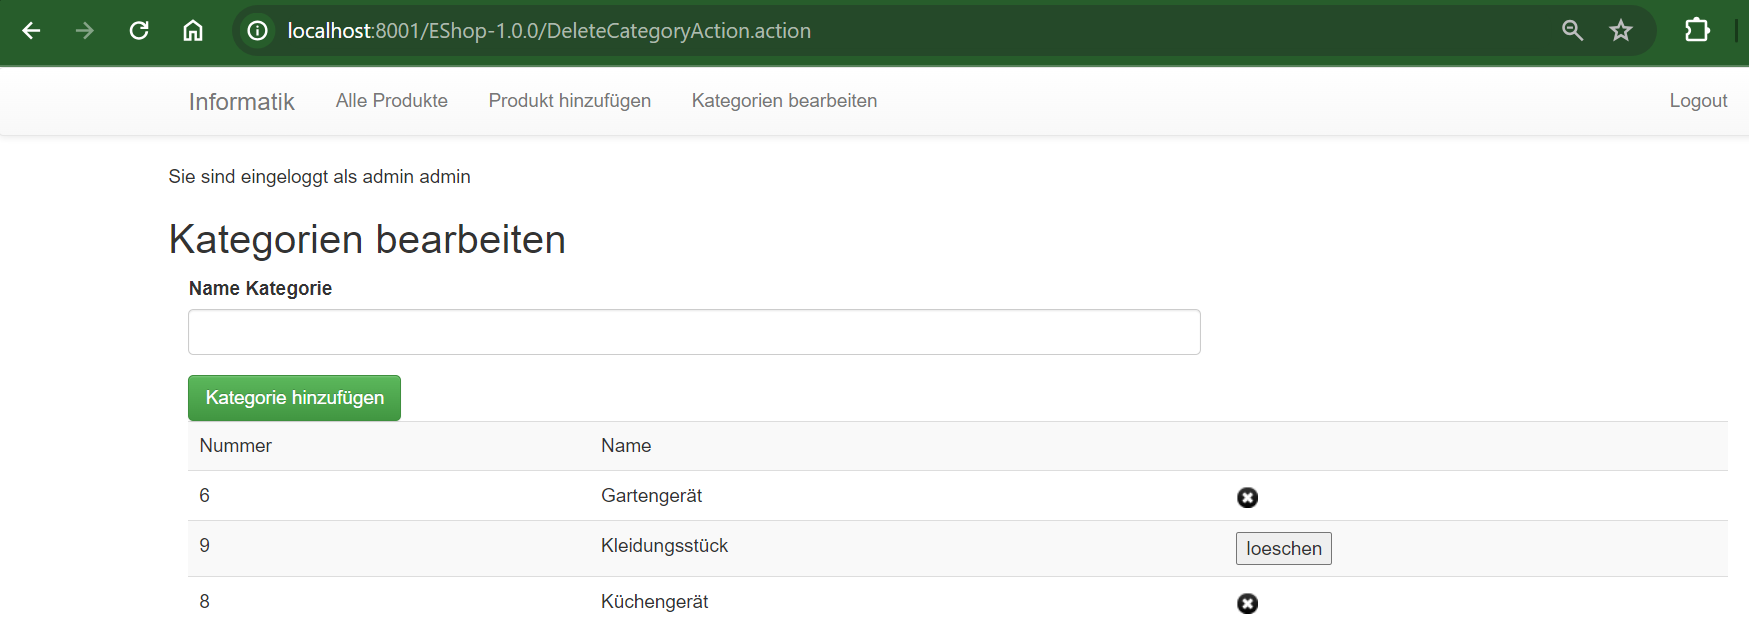 localhost:8001/EShop-1.0.0/DeleteCategoryAction.action
Informatik Alle Produkte Produkt hinzufügen Kategorien bearbeiten Logout
Sie sind eingeloggt als admin admin
Kategorien bearbeiten
Name Kategorie
Kategorie hinzufügen
Nummer Name
6 Gartengerät
9 Kleidungsstück loeschen
8 Küchengerät